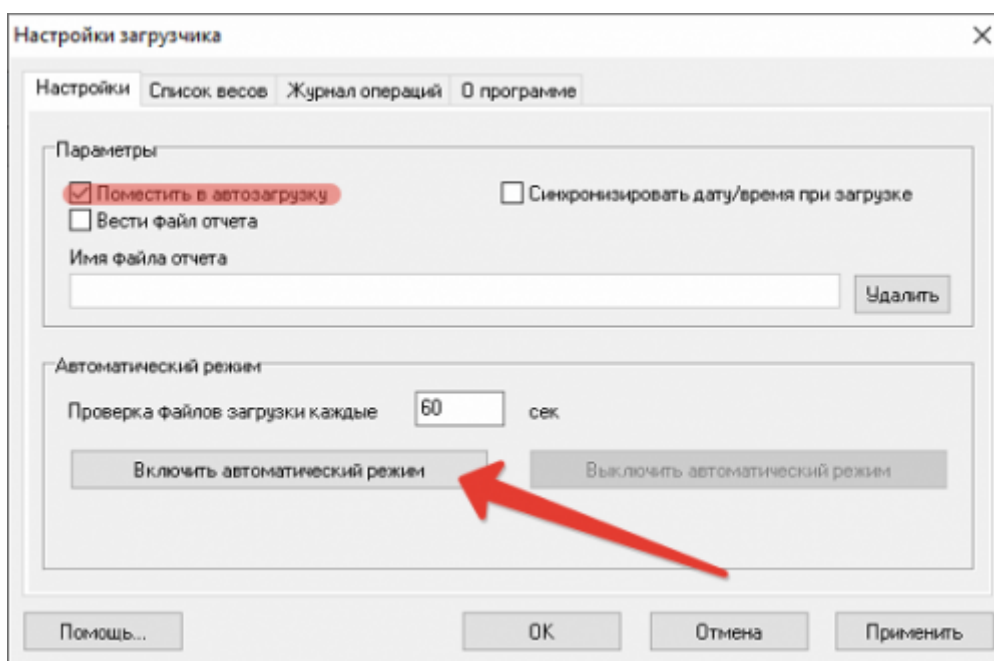 Настройки загрузчика
Настройки Список весов Журнал операций О программе
Параметры
Поместить в автозагрузку Синхронизировать дату/время при загрузке
Вести файл отчета
Имя файла отчета
Удалить
Автоматический режим
Проверка файлов загрузки каждые 60 сек
Включить автоматический режим Выключить автоматический режим
Помощь... ОК Отмена Применить